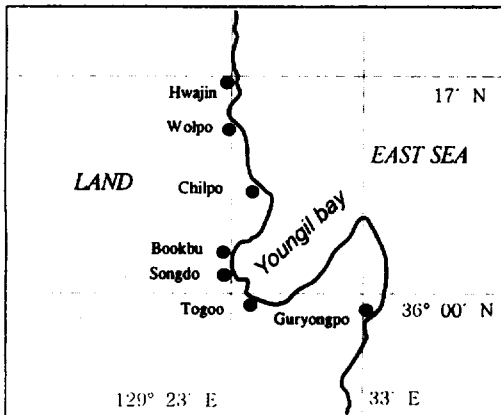 Hwajin
17' N
Wolpo
EAST SEA
LAND
Chilpo
Youngil bay
Bookbu
Songdo
Togoo
Guryongpo
36° 00' N
129° 23' E
33' E